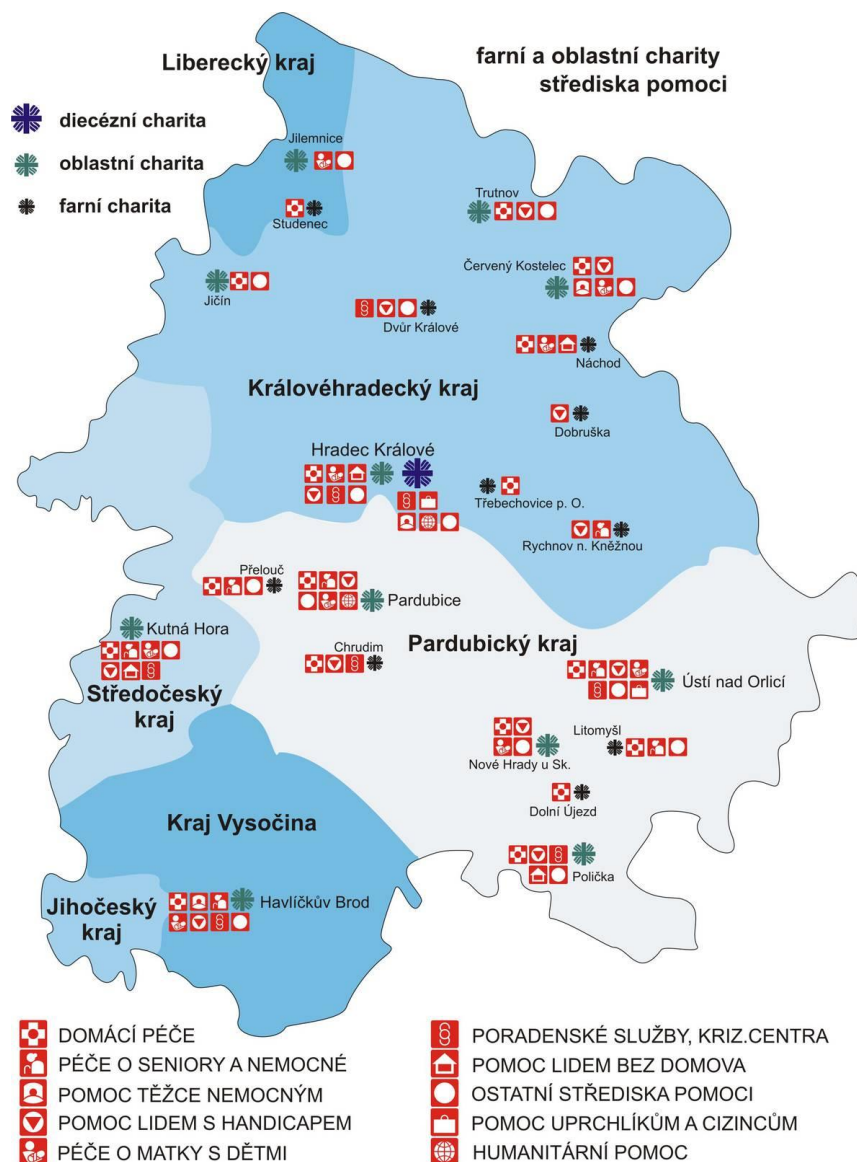 Liberecký kraj
farní a oblastní charity
střediska pomoci
diecézní charita
oblastní charita
farní charita
Jilemnice
Studenec
Trutnov
Červený Kostelec
Jičín
Dvůr Králové
Náchod
Královéhradecký kraj
Dobruška
Hradec Králové
Třebechovice p. O.
Rychnov n. Kněžnou
Přelouč
Pardubice
Kutná Hora
Chrudim
Pardubický kraj
Středočeský
kraj
Ústí nad Orlicí
Litomyšl
Nové Hrady u Sk.
Dolní Újezd
Kraj Vysočina
Polička
Jihočeský
kraj
Havlíčkův Brod
DOMÁCÍ PÉČE
PÉČE O SENIORY A NEMOCNÉ
POMOC TĚŽCE NEMOCNÝM
POMOC LIDEM S HANDICAPEM
PÉČE O MATKY S DĚTMI
PORADENSKÉ SLUŽBY, KRIZ.CENTRA
POMOC LIDEM BEZ DOMOVA
OSTATNÍ STŘEDISKA POMOCI
POMOC UPRCHLÍKŮM A CIZINCŮM
HUMANITÁRNÍ POMOC